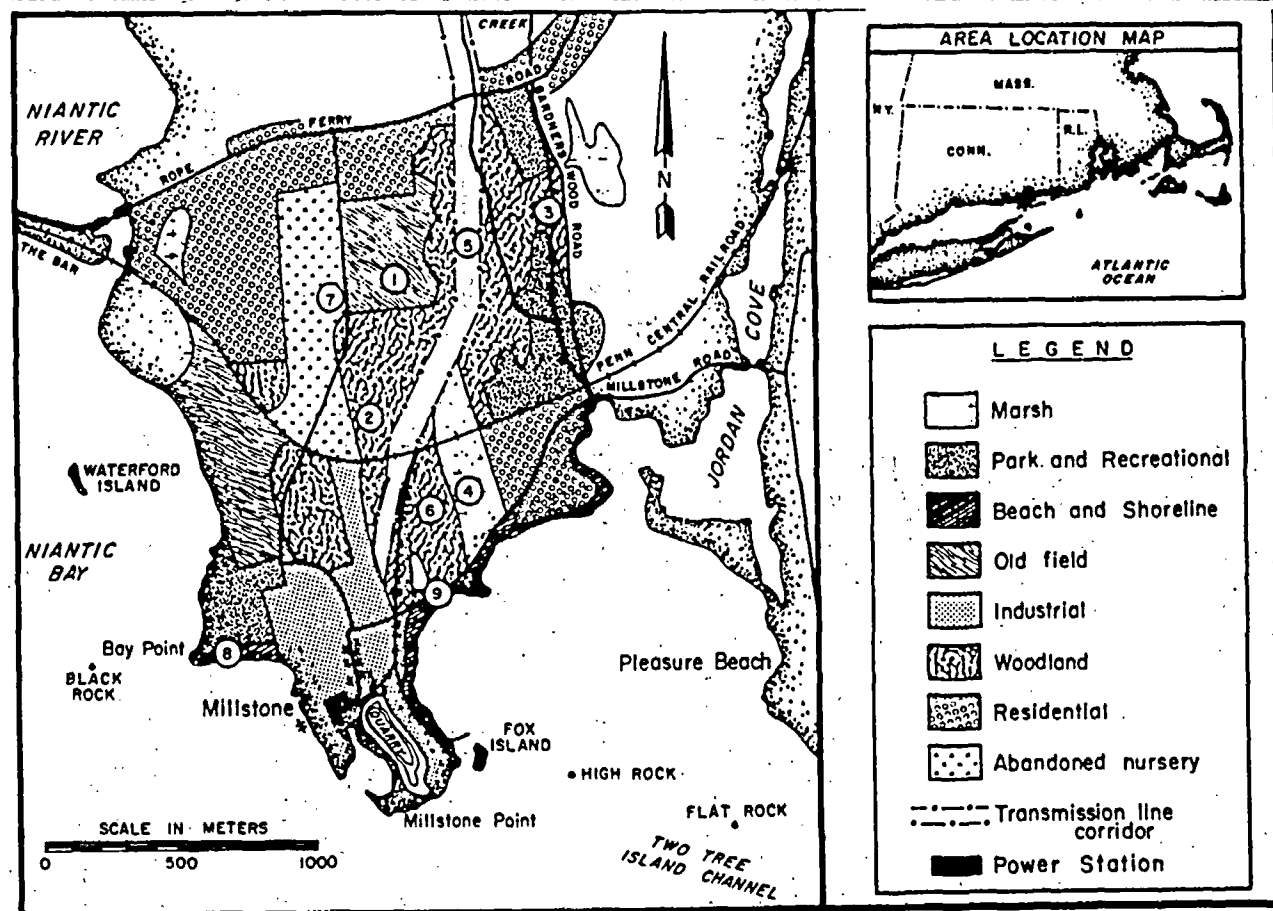 CREEK
NIANTIC
RIVER
ROPE FERRY ROAD
GARDNERS WOOD ROAD
THE BAR
N
PENN CENTRAL RAILROAD
MILLSTONE ROAD
JORDAN COVE
1
2
3
4
5
6
7
8
9
WATERFORD
ISLAND
NIANTIC
BAY
Bay Point
BLACK
ROCK
Millstone
QUARRY
FOX
ISLAND
Pleasure Beach
HIGH ROCK
FLAT ROCK
Millstone Point
TWO TREE
ISLAND CHANNEL
SCALE IN METERS
0 500 1000
AREA LOCATION MAP
N.Y.
MASS.
CONN.
R.I.
ATLANTIC
OCEAN
LEGEND
Marsh
Park and Recreational
Beach and Shoreline
Old field
Industrial
Woodland
Residential
Abandoned nursery
Transmission line
corridor
Power Station